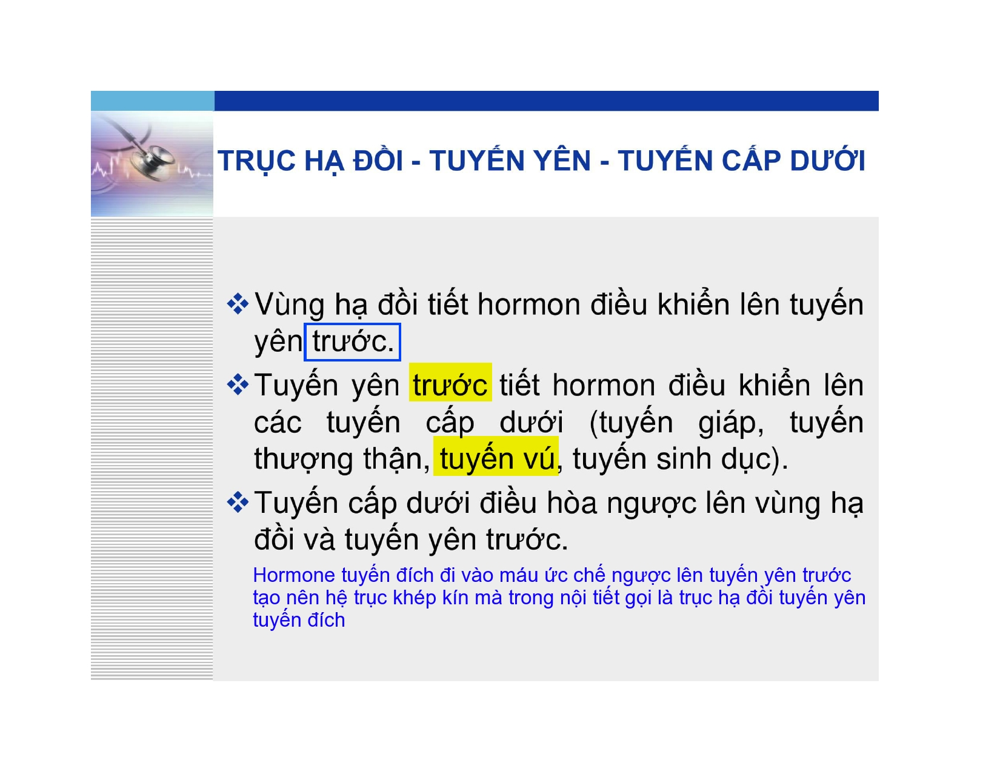 TRỤC HẠ ĐỒI - TUYẾN YÊN - TUYẾN CẤP DƯỚI
❖Vùng hạ đồi tiết hormon điều khiển lên tuyến
yên trước.
❖Tuyến yên trước tiết hormon điều khiển lên
các tuyến cấp dưới (tuyến giáp, tuyến
thượng thận, tuyến vú, tuyến sinh dục).
❖Tuyến cấp dưới điều hòa ngược lên vùng hạ
đồi và tuyến yên trước.
Hormone tuyến đích đi vào máu ức chế ngược lên tuyến yên trước
tạo nên hệ trục khép kín mà trong nội tiết gọi là trục hạ đồi tuyến yên
tuyến đích